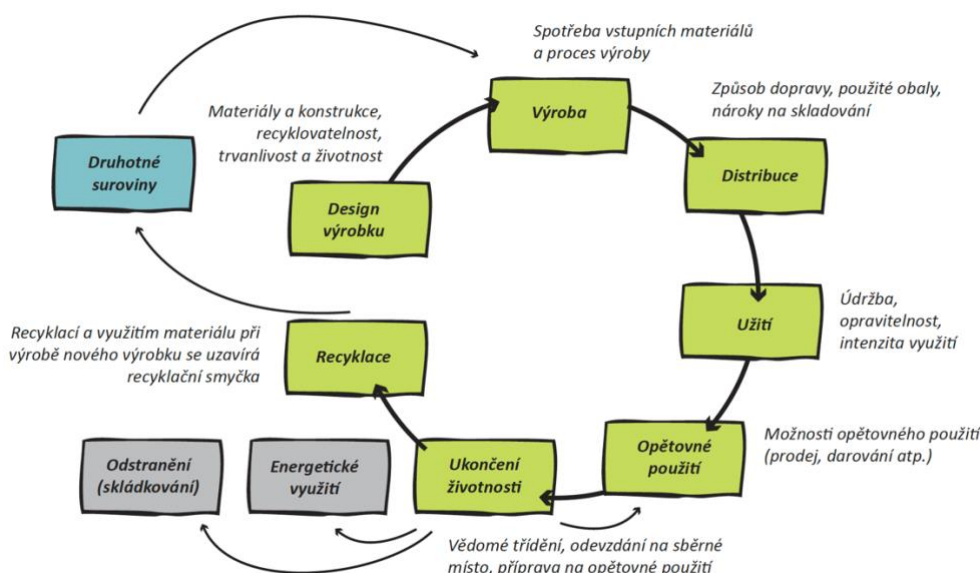 Spotřeba vstupních materiálů
a proces výroby
Výroba
Způsob dopravy, použité obaly,
nároky na skladování
Distribuce
Materiály a konstrukce,
recyklovatelnost,
trvanlivost a životnost
Design
výrobku
Druhotné
suroviny
Užití
Údržba,
opravitelnost,
intenzita využití
Recyklací a využitím materiálu při
výrobě nového výrobku se uzavírá
recyklační smyčka
Recyklace
Opětovné
použití
Možnosti opětovného použití
(prodej, darování atp.)
Odstranění
(skládkování)
Energetické
využití
Ukončení
životnosti
Vědomé třídění, odevzdání na sběrné
místo, příprava na opětovné použití